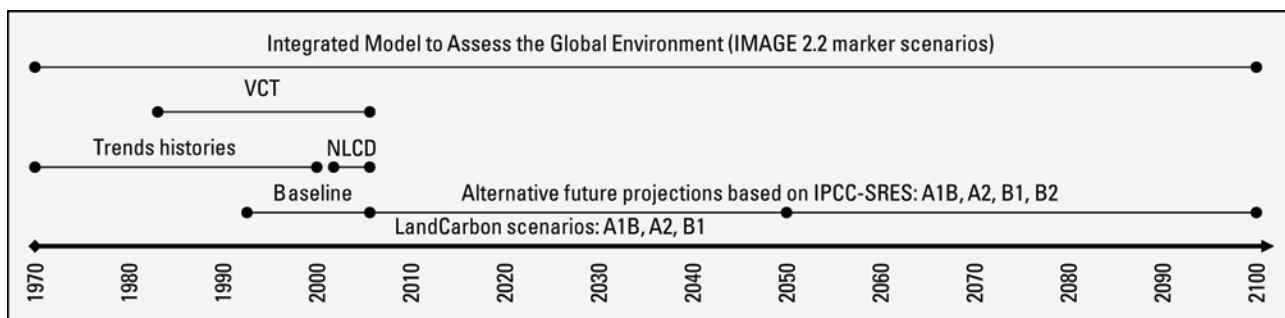 Integrated Model to Assess the Global Environment (IMAGE 2.2 marker scenarios)
VCT
Trends histories
NLCD
Baseline
Alternative future projections based on IPCC-SRES: A1B, A2, B1, B2
LandCarbon scenarios: A1B, A2, B1
1970
1980
1990
2000
2010
2020
2030
2040
2050
2060
2070
2080
2090
2100